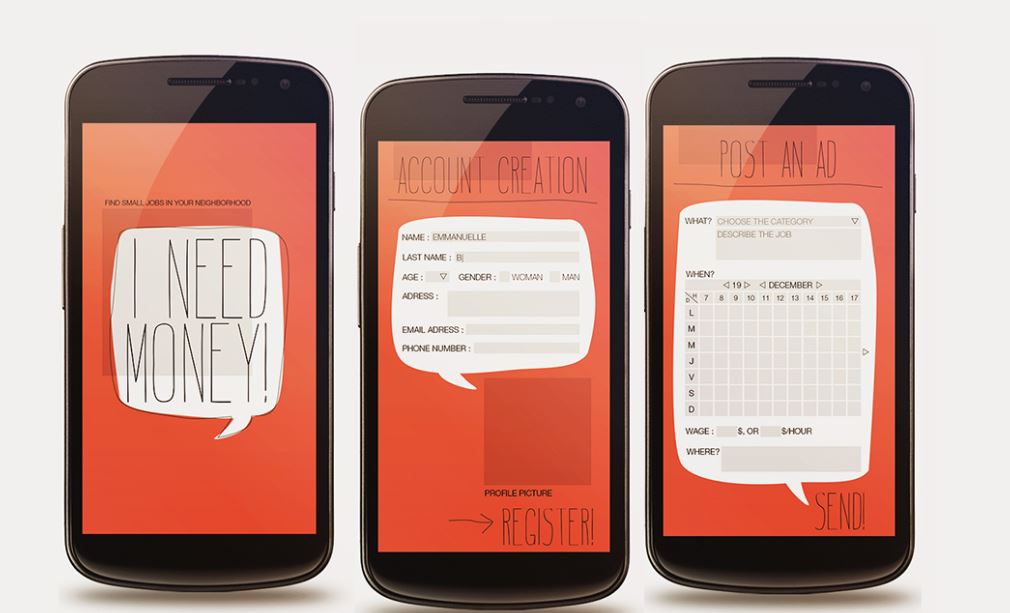 FIND SMALL JOBS IN YOUR NEIGHBORHOOD
I NEED
MONEY!
ACCOUNT CREATION
NAME : EMMANUELLE
LAST NAME : B
AGE : GENDER : WOMAN MAN
ADRESS :
EMAIL ADRESS :
PHONE NUMBER :
PROFILE PICTURE
REGISTER!
POST AN AD
WHAT? CHOOSE THE CATEGORY
DESCRIBE THE JOB
WHEN?
19 DECEMBER
D H 7 8 9 10 11 12 13 14 15 16 17
L
M
M
J
V
S
D
WAGE : $, OR $/HOUR
WHERE?
SEND!